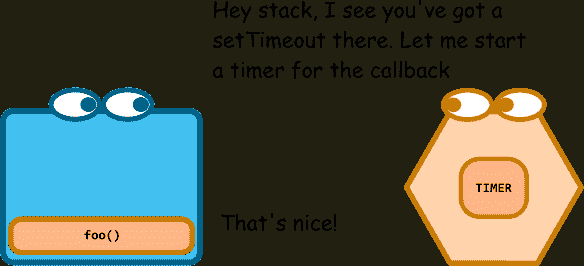 Hey stack, I see you've got a
setTimeout there. Let me start
a timer for the callback
TIMER
That's nice!
foo()